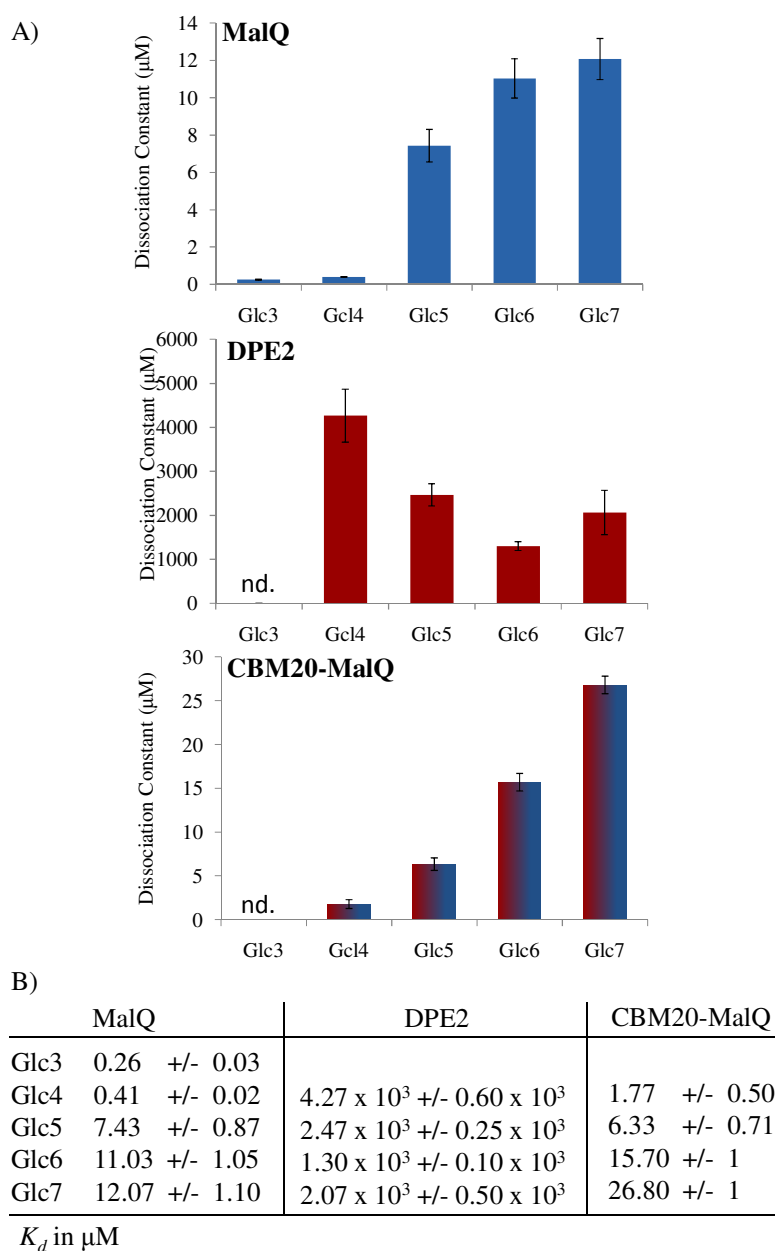 A)
MalQ
Dissociation Constant (μM)
14
12
10
8
6
4
2
0
Glc3 Gcl4 Glc5 Glc6 Glc7
DPE2
Dissociation Constant (μM)
6000
5000
4000
3000
2000
1000
0
nd.
Glc3 Gcl4 Glc5 Glc6 Glc7
CBM20-MalQ
Dissociation Constant (μM)
30
25
20
15
10
5
0
nd.
Glc3 Gcl4 Glc5 Glc6 Glc7
B)
MalQ DPE2 CBM20-MalQ
Glc3 0.26 +/- 0.03
Glc4 0.41 +/- 0.02 4.27 x 10³ +/- 0.60 x 10³ 1.77 +/- 0.50
Glc5 7.43 +/- 0.87 2.47 x 10³ +/- 0.25 x 10³ 6.33 +/- 0.71
Glc6 11.03 +/- 1.05 1.30 x 10³ +/- 0.10 x 10³ 15.70 +/- 1
Glc7 12.07 +/- 1.10 2.07 x 10³ +/- 0.50 x 10³ 26.80 +/- 1
K_d in μM